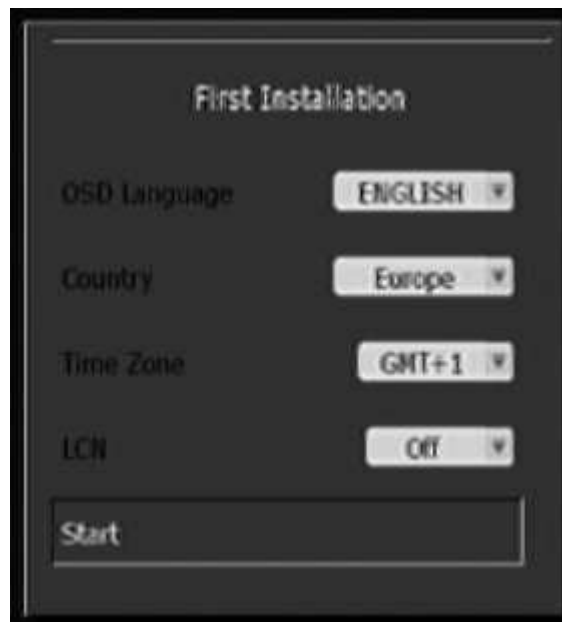 First Installation
OSD Language ENGLISH
Country Europe
Time Zone GMT+1
LCN Off
Start